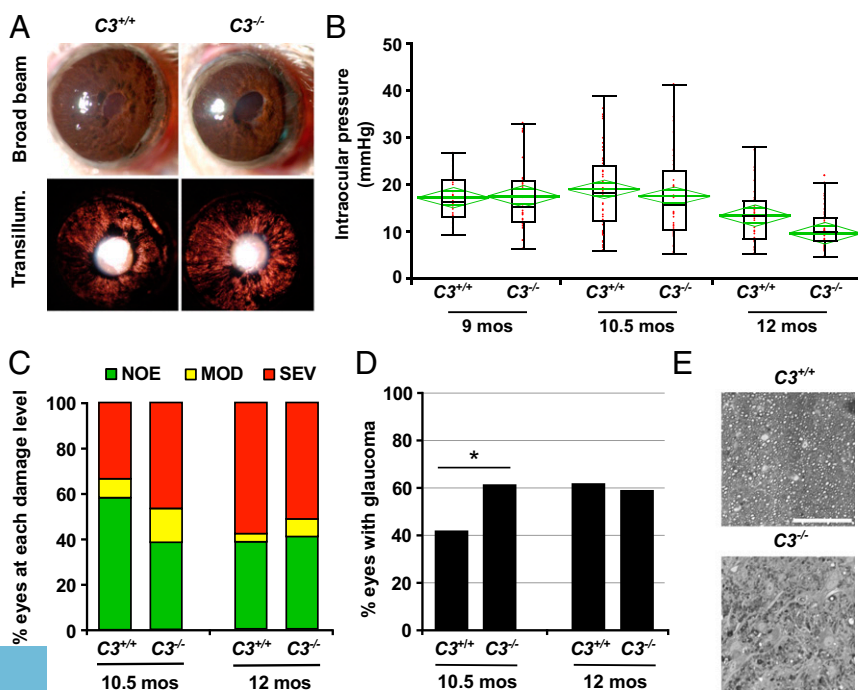 A
C3+/+
C3-/-
Broad beam
Transillum.
B
Intraocular pressure
(mmHg)
50
40
30
20
10
0
C3+/+
C3-/-
C3+/+
C3-/-
C3+/+
C3-/-
9 mos
10.5 mos
12 mos
C
NOE
MOD
SEV
% eyes at each damage level
100
80
60
40
20
0
C3+/+
C3-/-
C3+/+
C3-/-
10.5 mos
12 mos
D
% eyes with glaucoma
100
80
60
40
20
0
*
C3+/+
C3-/-
C3+/+
C3-/-
10.5 mos
12 mos
E
C3+/+
C3-/-